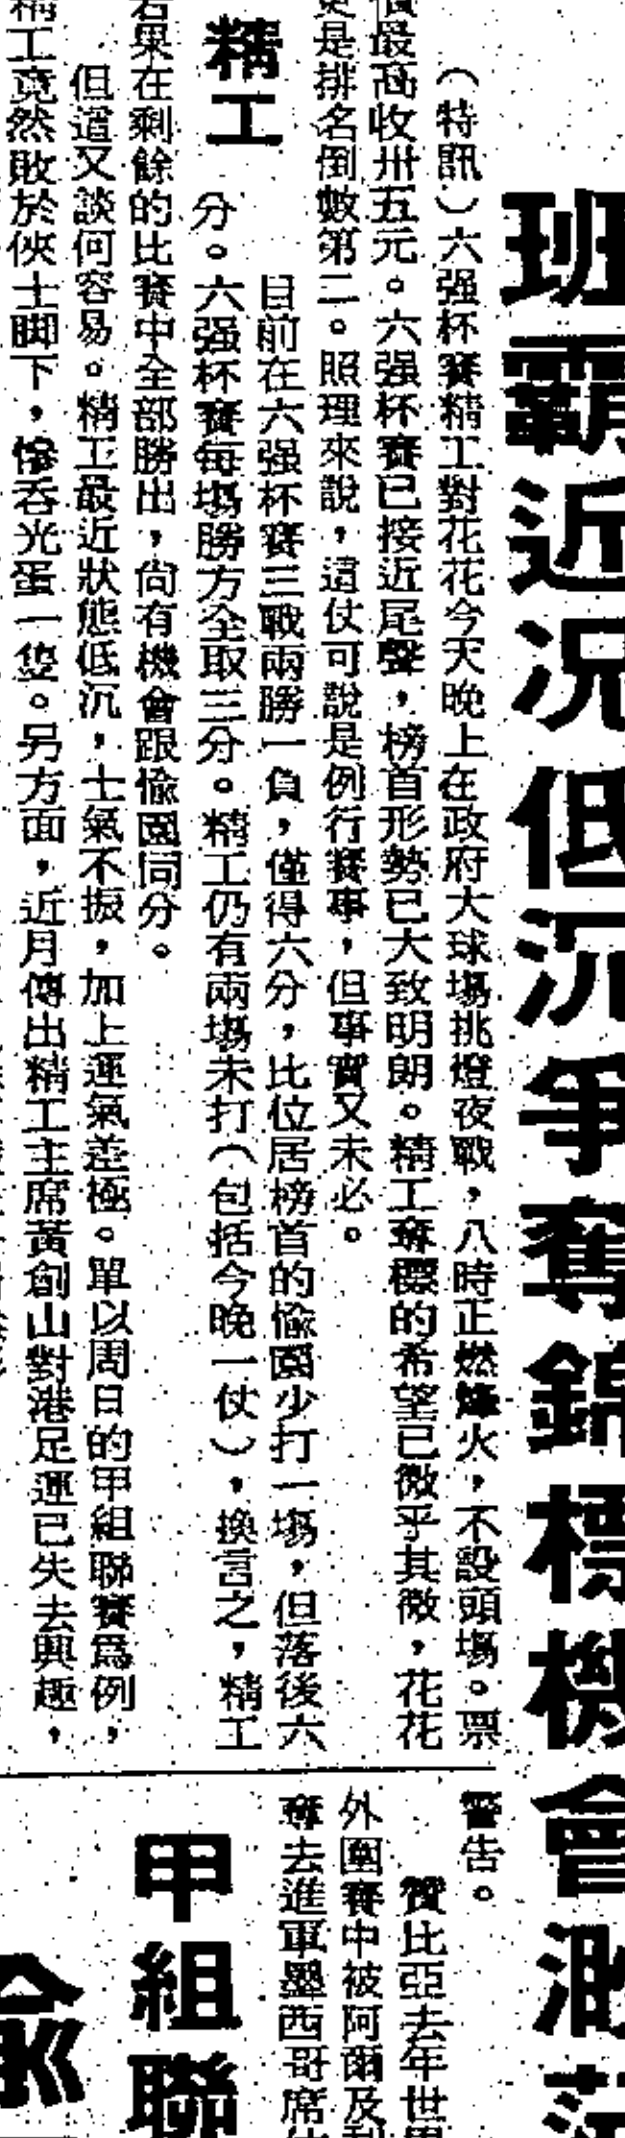 班霸近況低沉爭奪錦標機會渺茫
（特訊）六强杯賽精工對花花今天晚上在政府大球場挑燈夜戰，八時正燃烽火，不設頭塲。票
價最高收卅五元。六强杯賽已接近尾聲，榜首形勢已大致明朗。精工奪標的希望已微乎其微，花花
更是排名倒數第二。照理來說，這仗可說是例行賽事，但事實又未必。
目前在六强杯賽三戰兩勝一負，僅得六分，比位居榜首的愉園少打一塲，但落後六
精工
分。六强杯賽每塲勝方全取三分。精工仍有兩塲未打（包括今晚一仗），換言之，精工
若果在剩餘的比賽中全部勝出，尙有機會跟愉園同分。
但這又談何容易。精工最近狀態低沉，士氣不振，加上運氣差極。單以周日的甲組聯賽爲例，
精工竟然敗於俠士脚下，慘吞光蛋一隻。另方面，近月傳出精工主席黃創山對港足運已失去興趣，
警告。
贊比亞去年世界
外圍賽中被阿爾及利
奪去進軍墨西哥席位
甲組聯